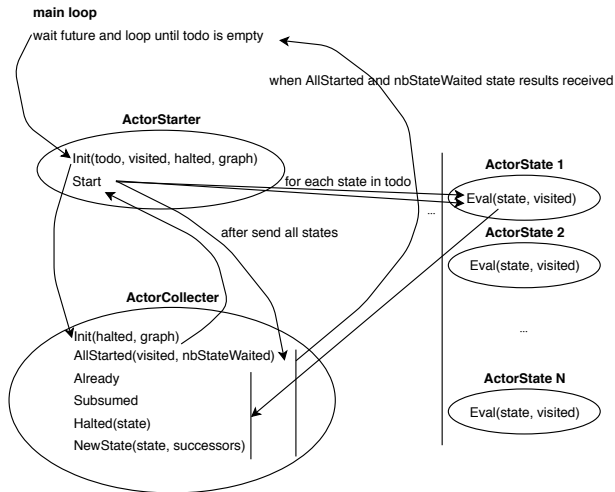 main loop
wait future and loop until todo is empty
when AllStarted and nbStateWaited state results received
ActorStarter
Init(todo, visited, halted, graph)
Start
for each state in todo
...
after send all states
ActorState 1
Eval(state, visited)
ActorState 2
Eval(state, visited)
...
ActorState N
Eval(state, visited)
ActorCollecter
Init(halted, graph)
AllStarted(visited, nbStateWaited)
Already
Subsumed
Halted(state)
NewState(state, successors)